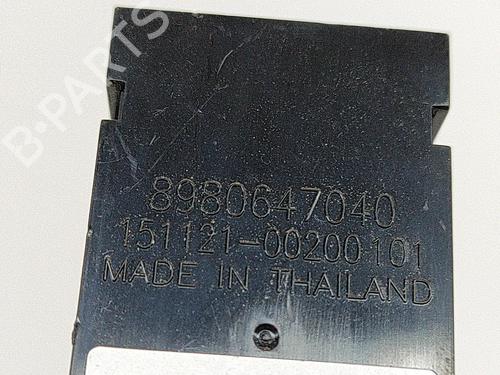 B-PARTS
8980647040
151121-00200101
MADE IN THAILAND